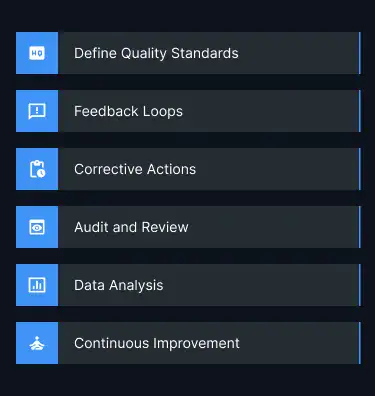 HQ Define Quality Standards
Feedback Loops
Corrective Actions
Audit and Review
Data Analysis
Continuous Improvement